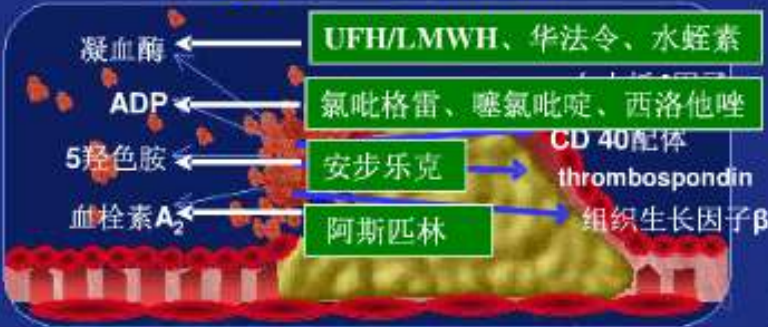 凝血酶
UFH/LMWH、华法令、水蛭素
ADP
氯吡格雷、噻氯吡啶、西洛他唑
CD 40配体
5羟色胺
安步乐克
thrombospondin
血栓素A₂
阿斯匹林
组织生长因子β